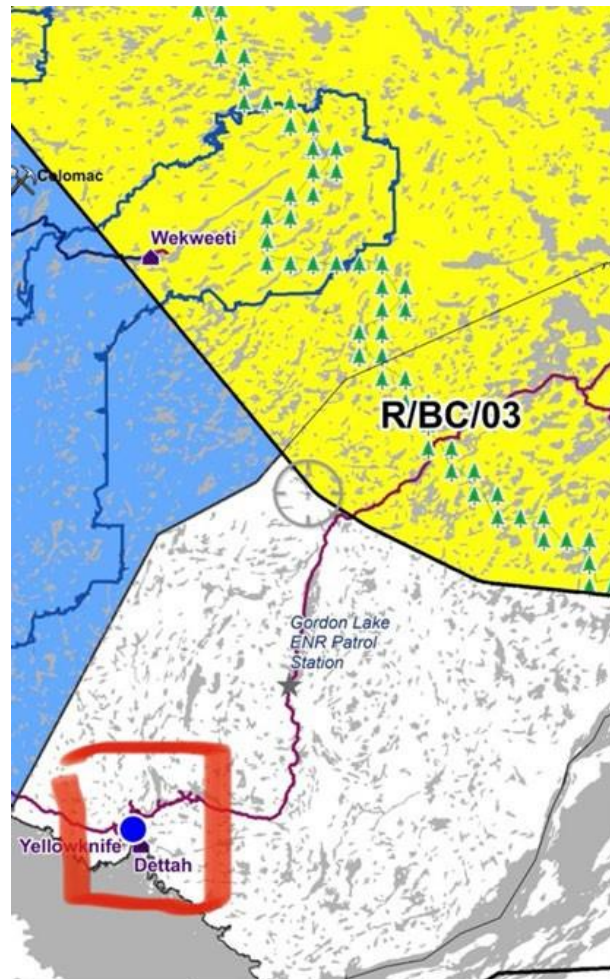 Colomac
Wekweeti
R/BC/03
Gordon Lake
ENR Patrol
Station
Yellowknife
Dettah